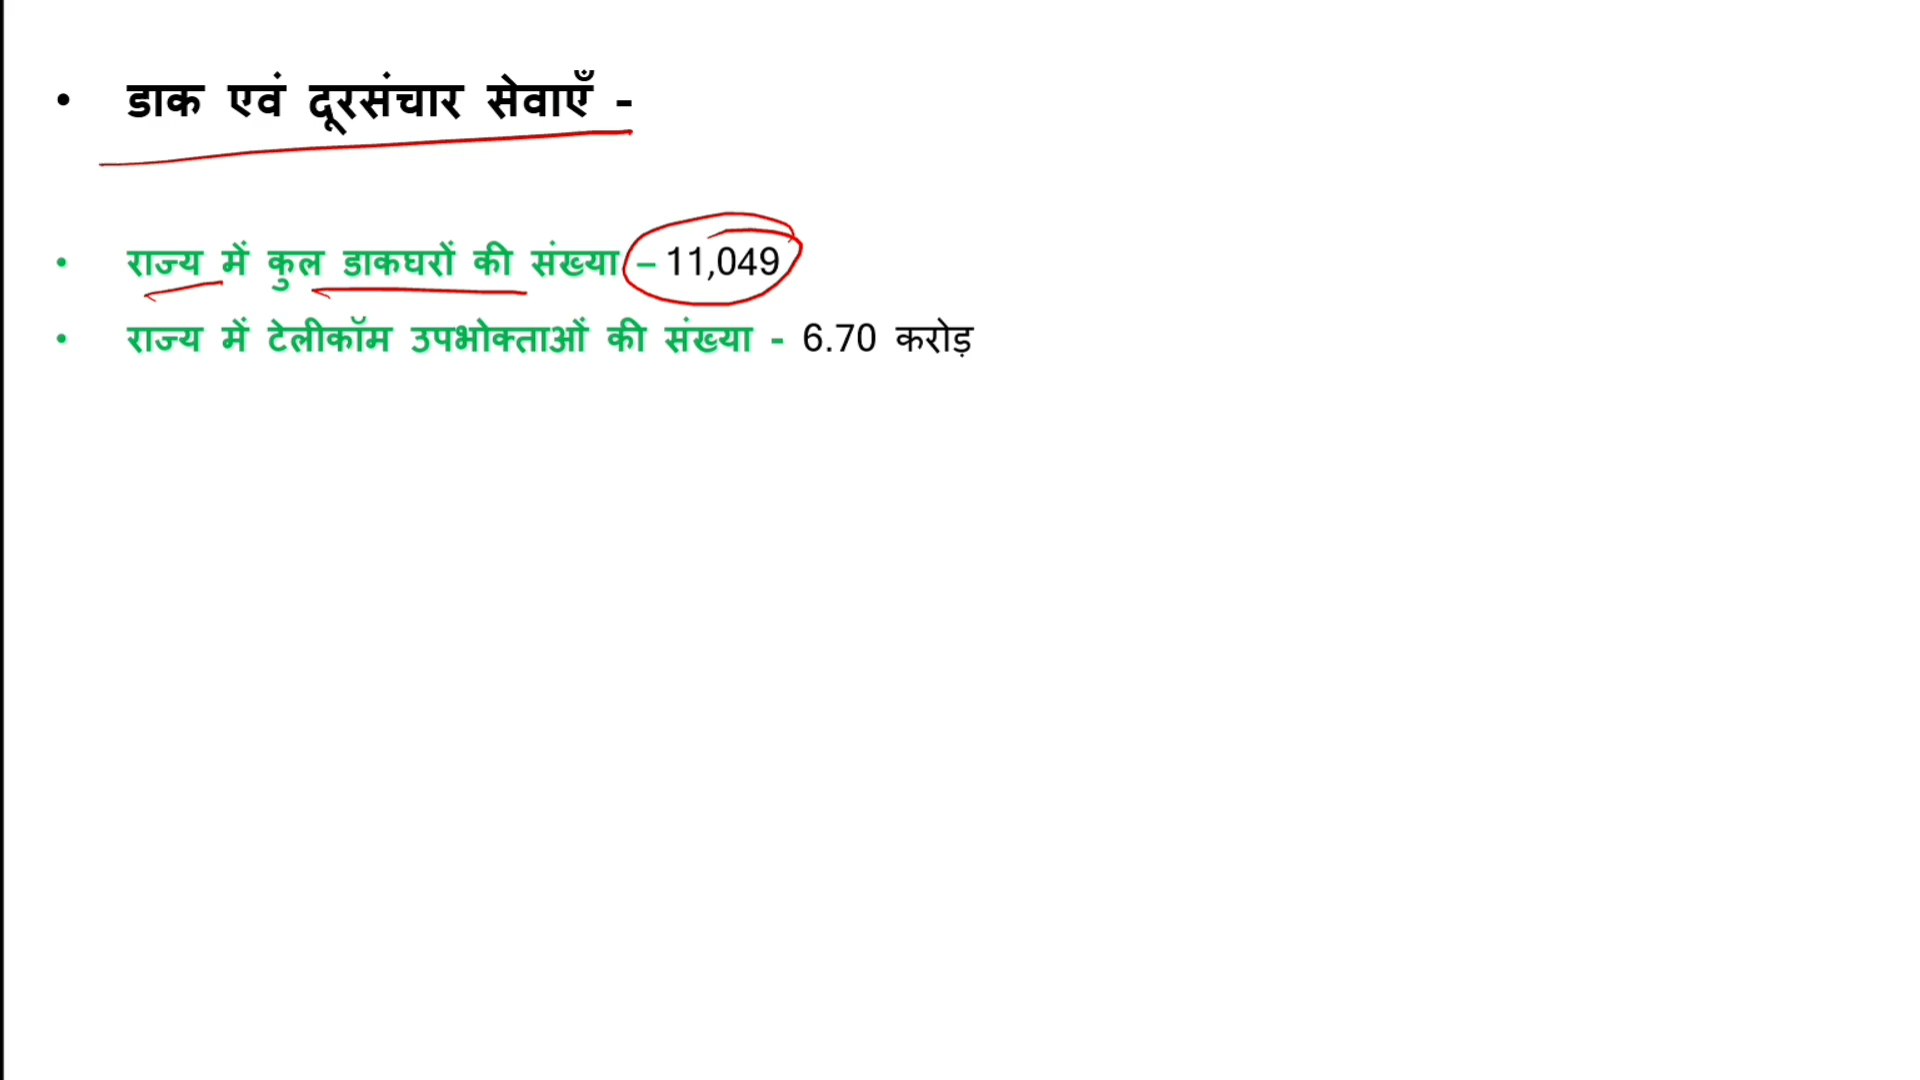 • डाक एवं दूरसंचार सेवाएँ -
• राज्य में कुल डाकघरों की संख्या – 11,049
• राज्य में टेलीकॉम उपभोक्ताओं की संख्या - 6.70 करोड़